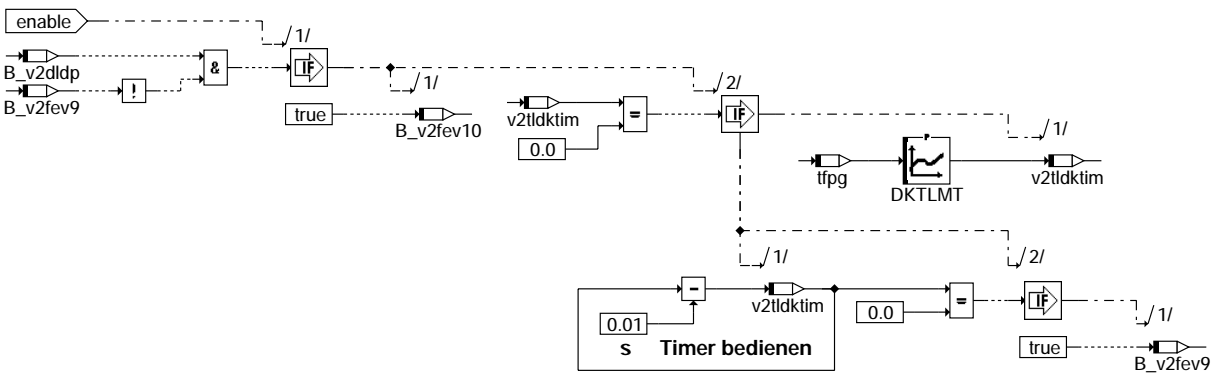 enable
/1/
B_v2dldp
&
IF
B_v2fev9
!
/1/
/2/
true
B_v2fev10
v2tldktim
=
IF
0.0
/1/
tfpg
DKTLMT
v2tldktim
/1/
/2/
-
v2tldktim
0.01
s Timer bedienen
0.0
=
IF
/1/
true
B_v2fev9